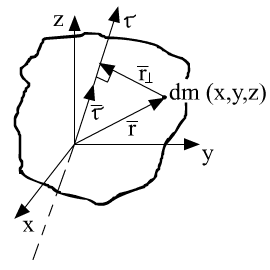 z
τ
r̄⊥
dm (x,y,z)
τ̄
r̄
y
x